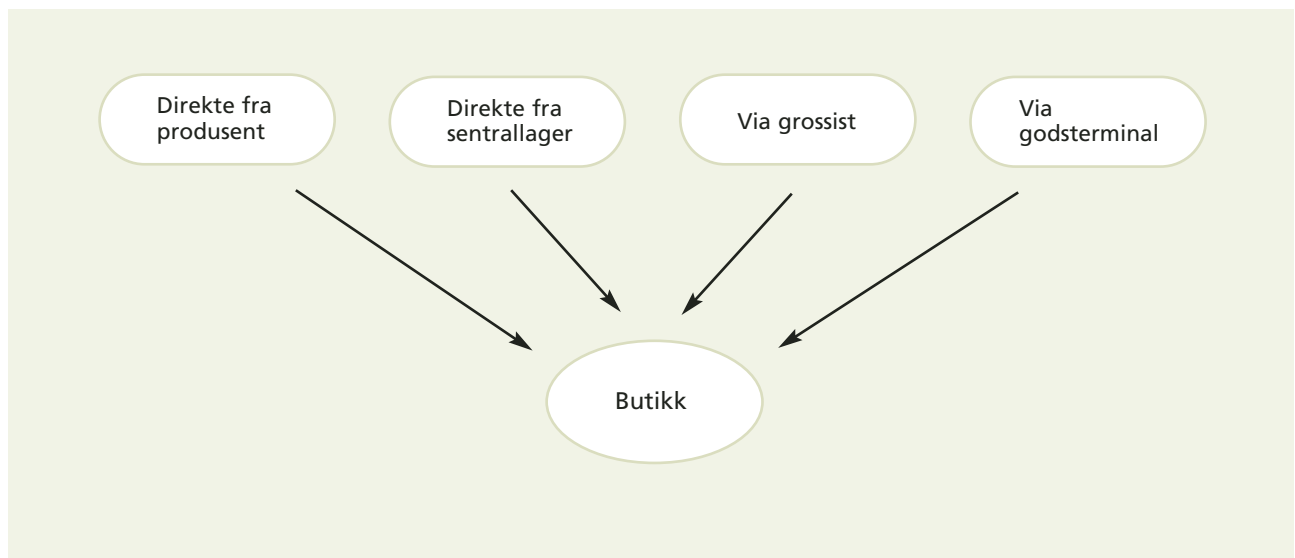 Direkte fra
produsent
Direkte fra
sentrallager
Via grossist
Via
godsterminal
Butikk